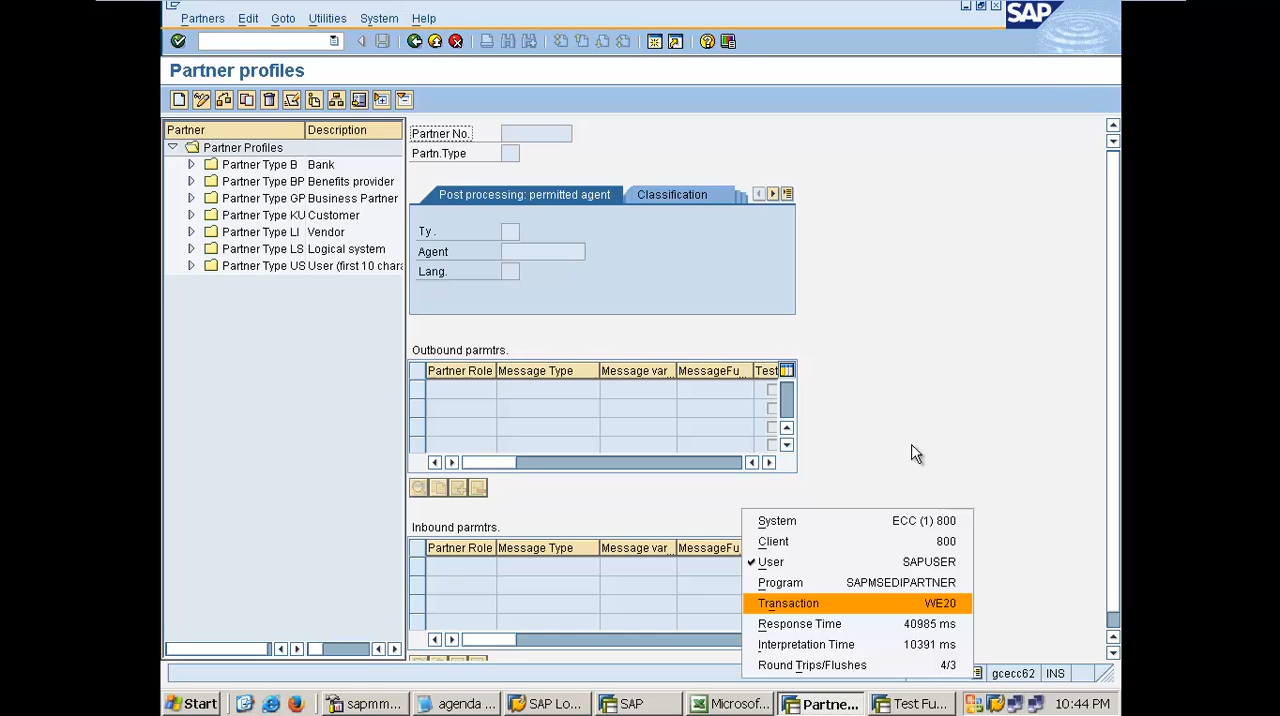 Partners Edit Goto Utilities System Help
SAP
Partner profiles
Partner Description
Partner Profiles
Partner Type B Bank
Partner Type BP Benefits provider
Partner Type GP Business Partner
Partner Type KU Customer
Partner Type LI Vendor
Partner Type LS Logical system
Partner Type US User (first 10 chara
Partner No.
Partn.Type
Post processing: permitted agent Classification
Ty.
Agent
Lang.
Outbound parmtrs.
Partner Role Message Type Message var... MessageFu... Test
Inbound parmtrs.
Partner Role Message Type Message var... MessageFu
System ECC (1) 800
Client 800
User SAPUSER
Program SAPMSEDIPARTNER
Transaction WE20
Response Time 40985 ms
Interpretation Time 10391 ms
Round Trips/Flushes 4/3
gcecc62 INS
Start sapmm... agenda ... SAP Lo... SAP Microsof... Partne... Test Fu... 10:44 PM